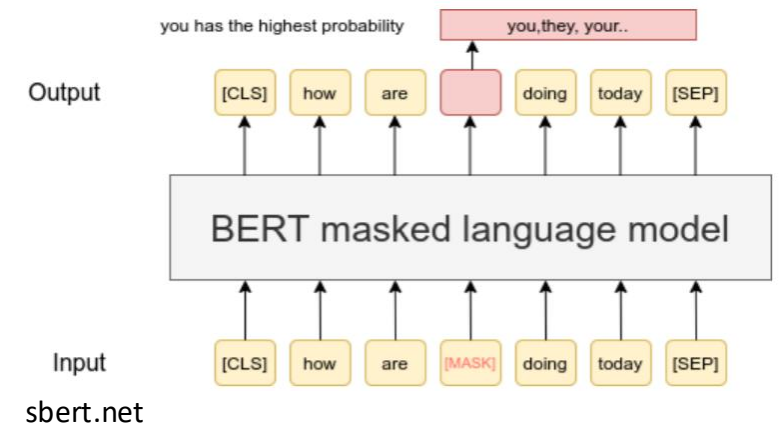 you has the highest probability you,they, your..
Output [CLS] how are doing today [SEP]
BERT masked language model
Input [CLS] how are [MASK] doing today [SEP]
sbert.net